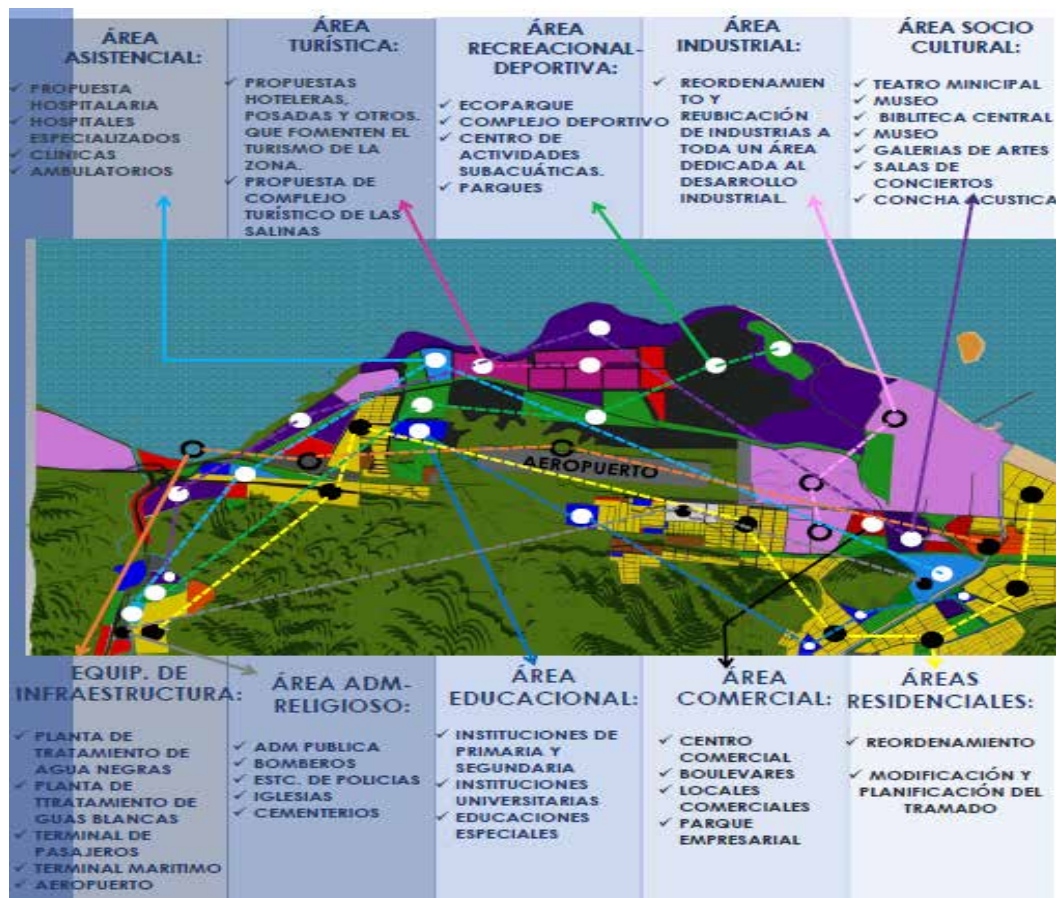 ÁREA
ASISTENCIAL:
✓ PROPUESTA
HOSPITALARIA
✓ HOSPITALES
ESPECIALIZADOS
✓ CLINICAS
✓ AMBULATORIOS
ÁREA
TURÍSTICA:
✓ PROPUESTAS
HOTELERAS,
POSADAS Y OTROS.
QUE FOMENTEN EL
TURISMO DE LA
ZONA.
✓ PROPUESTA DE
COMPLEJO
TURÍSTICO DE LAS
SALINAS
ÁREA
RECREACIONAL-
DEPORTIVA:
✓ ECOPARQUE
✓ COMPLEJO DEPORTIVO
✓ CENTRO DE
ACTIVIDADES
SUBACUÁTICAS.
✓ PARQUES
ÁREA
INDUSTRIAL:
✓ REORDENAMIEN
TO Y
REUBICACIÓN
DE INDUSTRIAS A
TODA UN ÁREA
DEDICADA AL
DESARROLLO
INDUSTRIAL.
ÁREA SOCIO
CULTURAL:
✓ TEATRO MINICIPAL
✓ MUSEO
✓ BIBLITECA CENTRAL
✓ MUSEO
✓ GALERIAS DE ARTES
✓ SALAS DE
CONCIERTOS
✓ CONCHA ACUSTICA
AEROPUERTO
EQUIP. DE
INFRAESTRUCTURA:
✓ PLANTA DE
TRATAMIENTO DE
AGUA NEGRAS
✓ PLANTA DE
TTRATAMIENTO DE
GUAS BLANCAS
✓ TERMINAL DE
PASAJEROS
✓ TERMINAL MARITIMO
✓ AEROPUERTO
ÁREA ADM-
RELIGIOSO:
✓ ADM PUBLICA
✓ BOMBEROS
✓ ESTC. DE POLICIAS
✓ IGLESIAS
✓ CEMENTERIOS
ÁREA
EDUCACIONAL:
✓ INSTITUCIONES DE
PRIMARIA Y
SEGUNDARIA
✓ INSTITUCIONES
UNIVERSITARIAS
✓ EDUCACIONES
ESPECIALES
ÁREA
COMERCIAL:
✓ CENTRO
COMERCIAL
✓ BOULEVARES
✓ LOCALES
COMERCIALES
✓ PARQUE
EMPRESARIAL
ÁREAS
RESIDENCIALES:
✓ REORDENAMIENTO
✓ MODIFICACIÓN Y
PLANIFICACIÓN DEL
TRAMADO